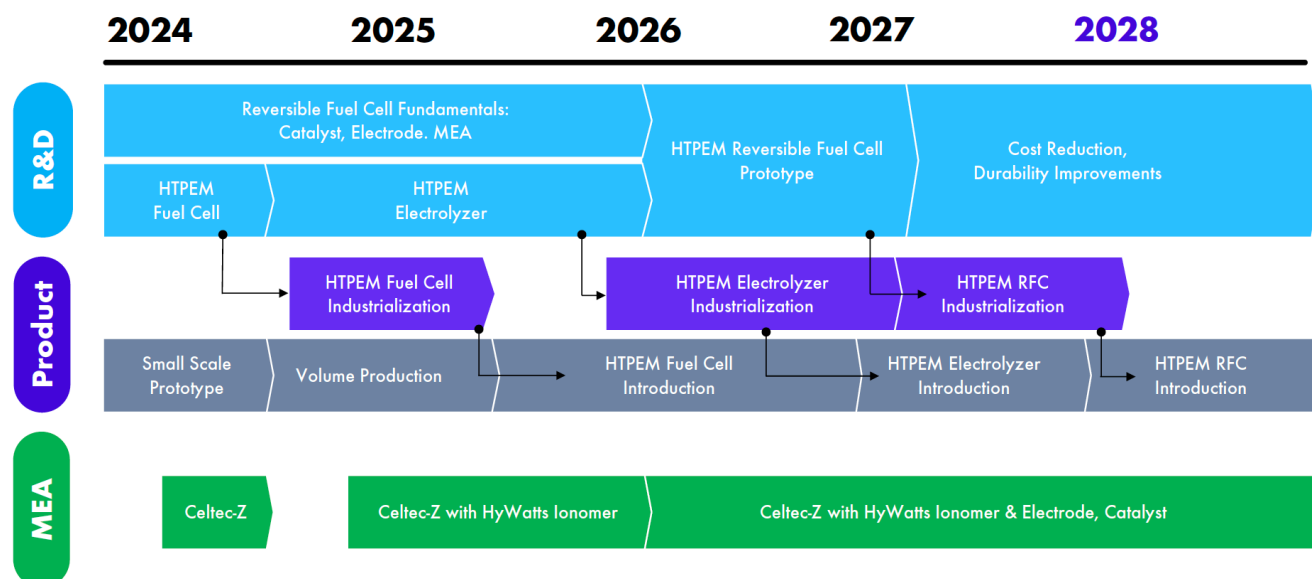 2024 2025 2026 2027 2028
R&D
Reversible Fuel Cell Fundamentals:
Catalyst, Electrode. MEA
HTPEM
Fuel Cell
HTPEM
Electrolyzer
HTPEM Reversible Fuel Cell
Prototype
Cost Reduction,
Durability Improvements
Product
HTPEM Fuel Cell
Industrialization
HTPEM Electrolyzer
Industrialization
HTPEM RFC
Industrialization
Small Scale
Prototype
Volume Production
HTPEM Fuel Cell
Introduction
HTPEM Electrolyzer
Introduction
HTPEM RFC
Introduction
MEA
Celtec-Z
Celtec-Z with HyWatts Ionomer
Celtec-Z with HyWatts Ionomer & Electrode, Catalyst